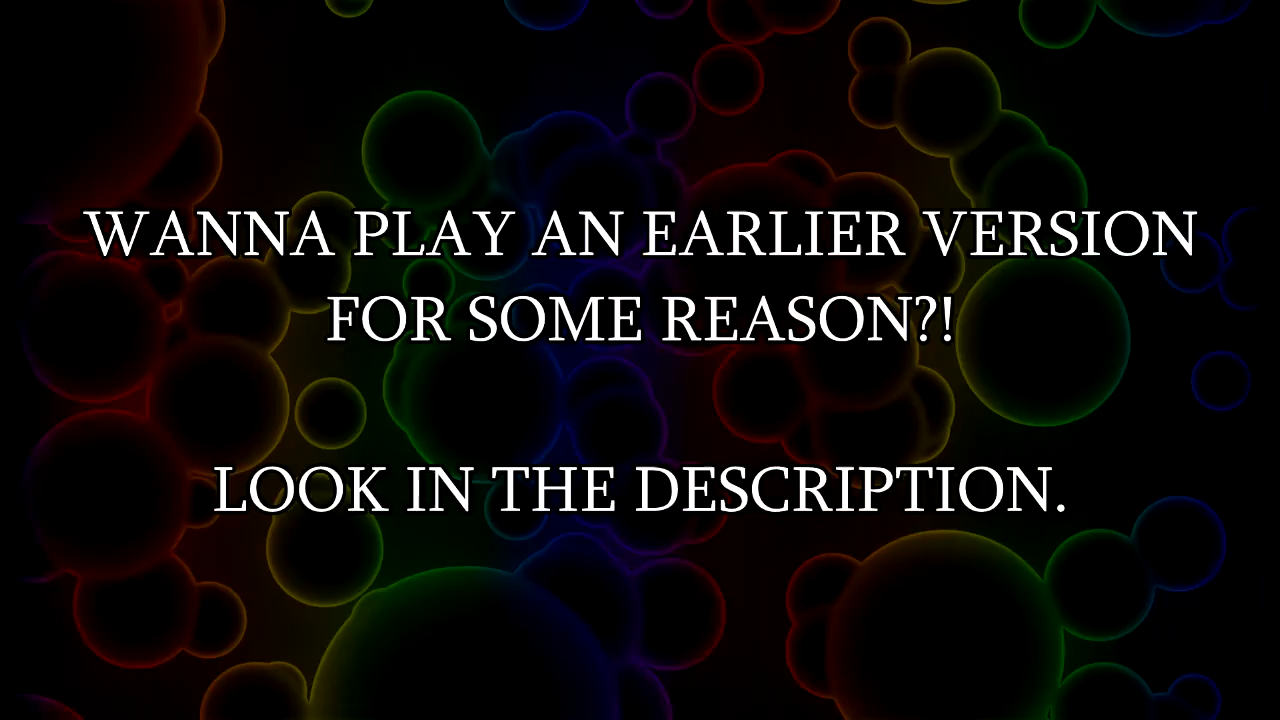 WANNA PLAY AN EARLIER VERSION
FOR SOME REASON?!
LOOK IN THE DESCRIPTION.